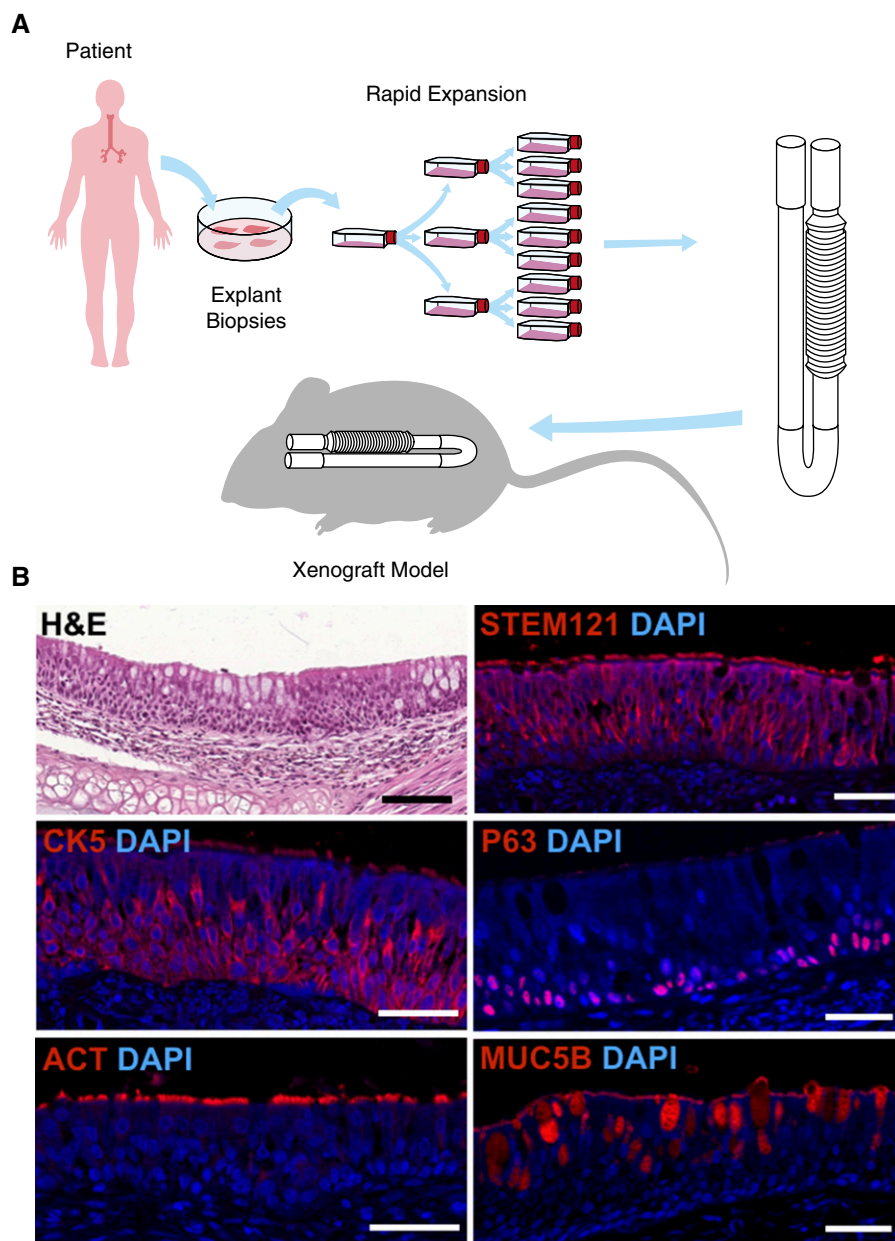 A
Patient
Rapid Expansion
Explant
Biopsies
Xenograft Model
B
H&E
STEM121 DAPI
CK5 DAPI
P63 DAPI
ACT DAPI
MUC5B DAPI